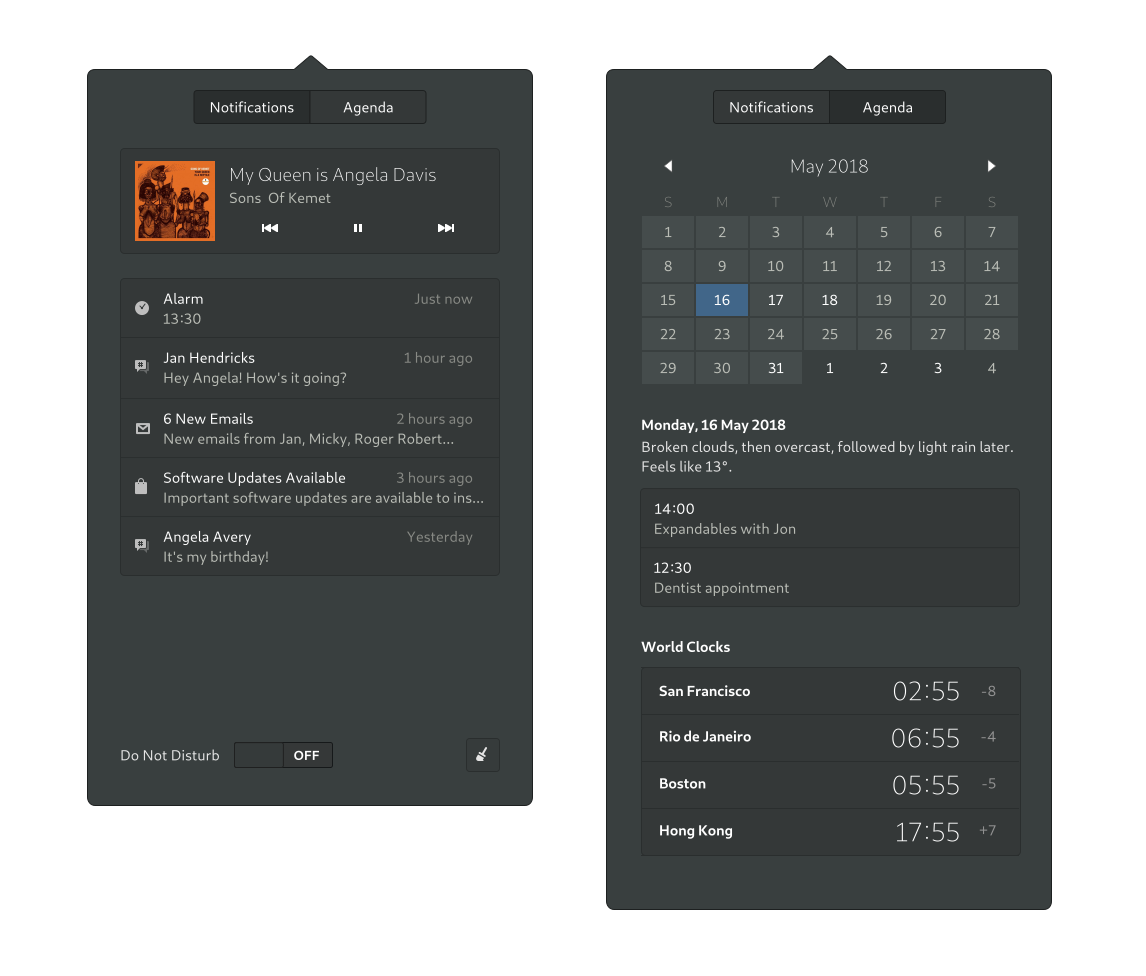 Notifications Agenda
My Queen is Angela Davis
Sons Of Kemet
Alarm Just now
13:30
Jan Hendricks 1 hour ago
Hey Angela! How's it going?
6 New Emails 2 hours ago
New emails from Jan, Micky, Roger Robert...
Software Updates Available 3 hours ago
Important software updates are available to ins...
Angela Avery Yesterday
It's my birthday!
Do Not Disturb OFF
Notifications Agenda
May 2018
S M T W T F S
1 2 3 4 5 6 7
8 9 10 11 12 13 14
15 16 17 18 19 20 21
22 23 24 25 26 27 28
29 30 31 1 2 3 4
Monday, 16 May 2018
Broken clouds, then overcast, followed by light rain later.
Feels like 13°.
14:00
Expandables with Jon
12:30
Dentist appointment
World Clocks
San Francisco 02:55 -8
Rio de Janeiro 06:55 -4
Boston 05:55 -5
Hong Kong 17:55 +7